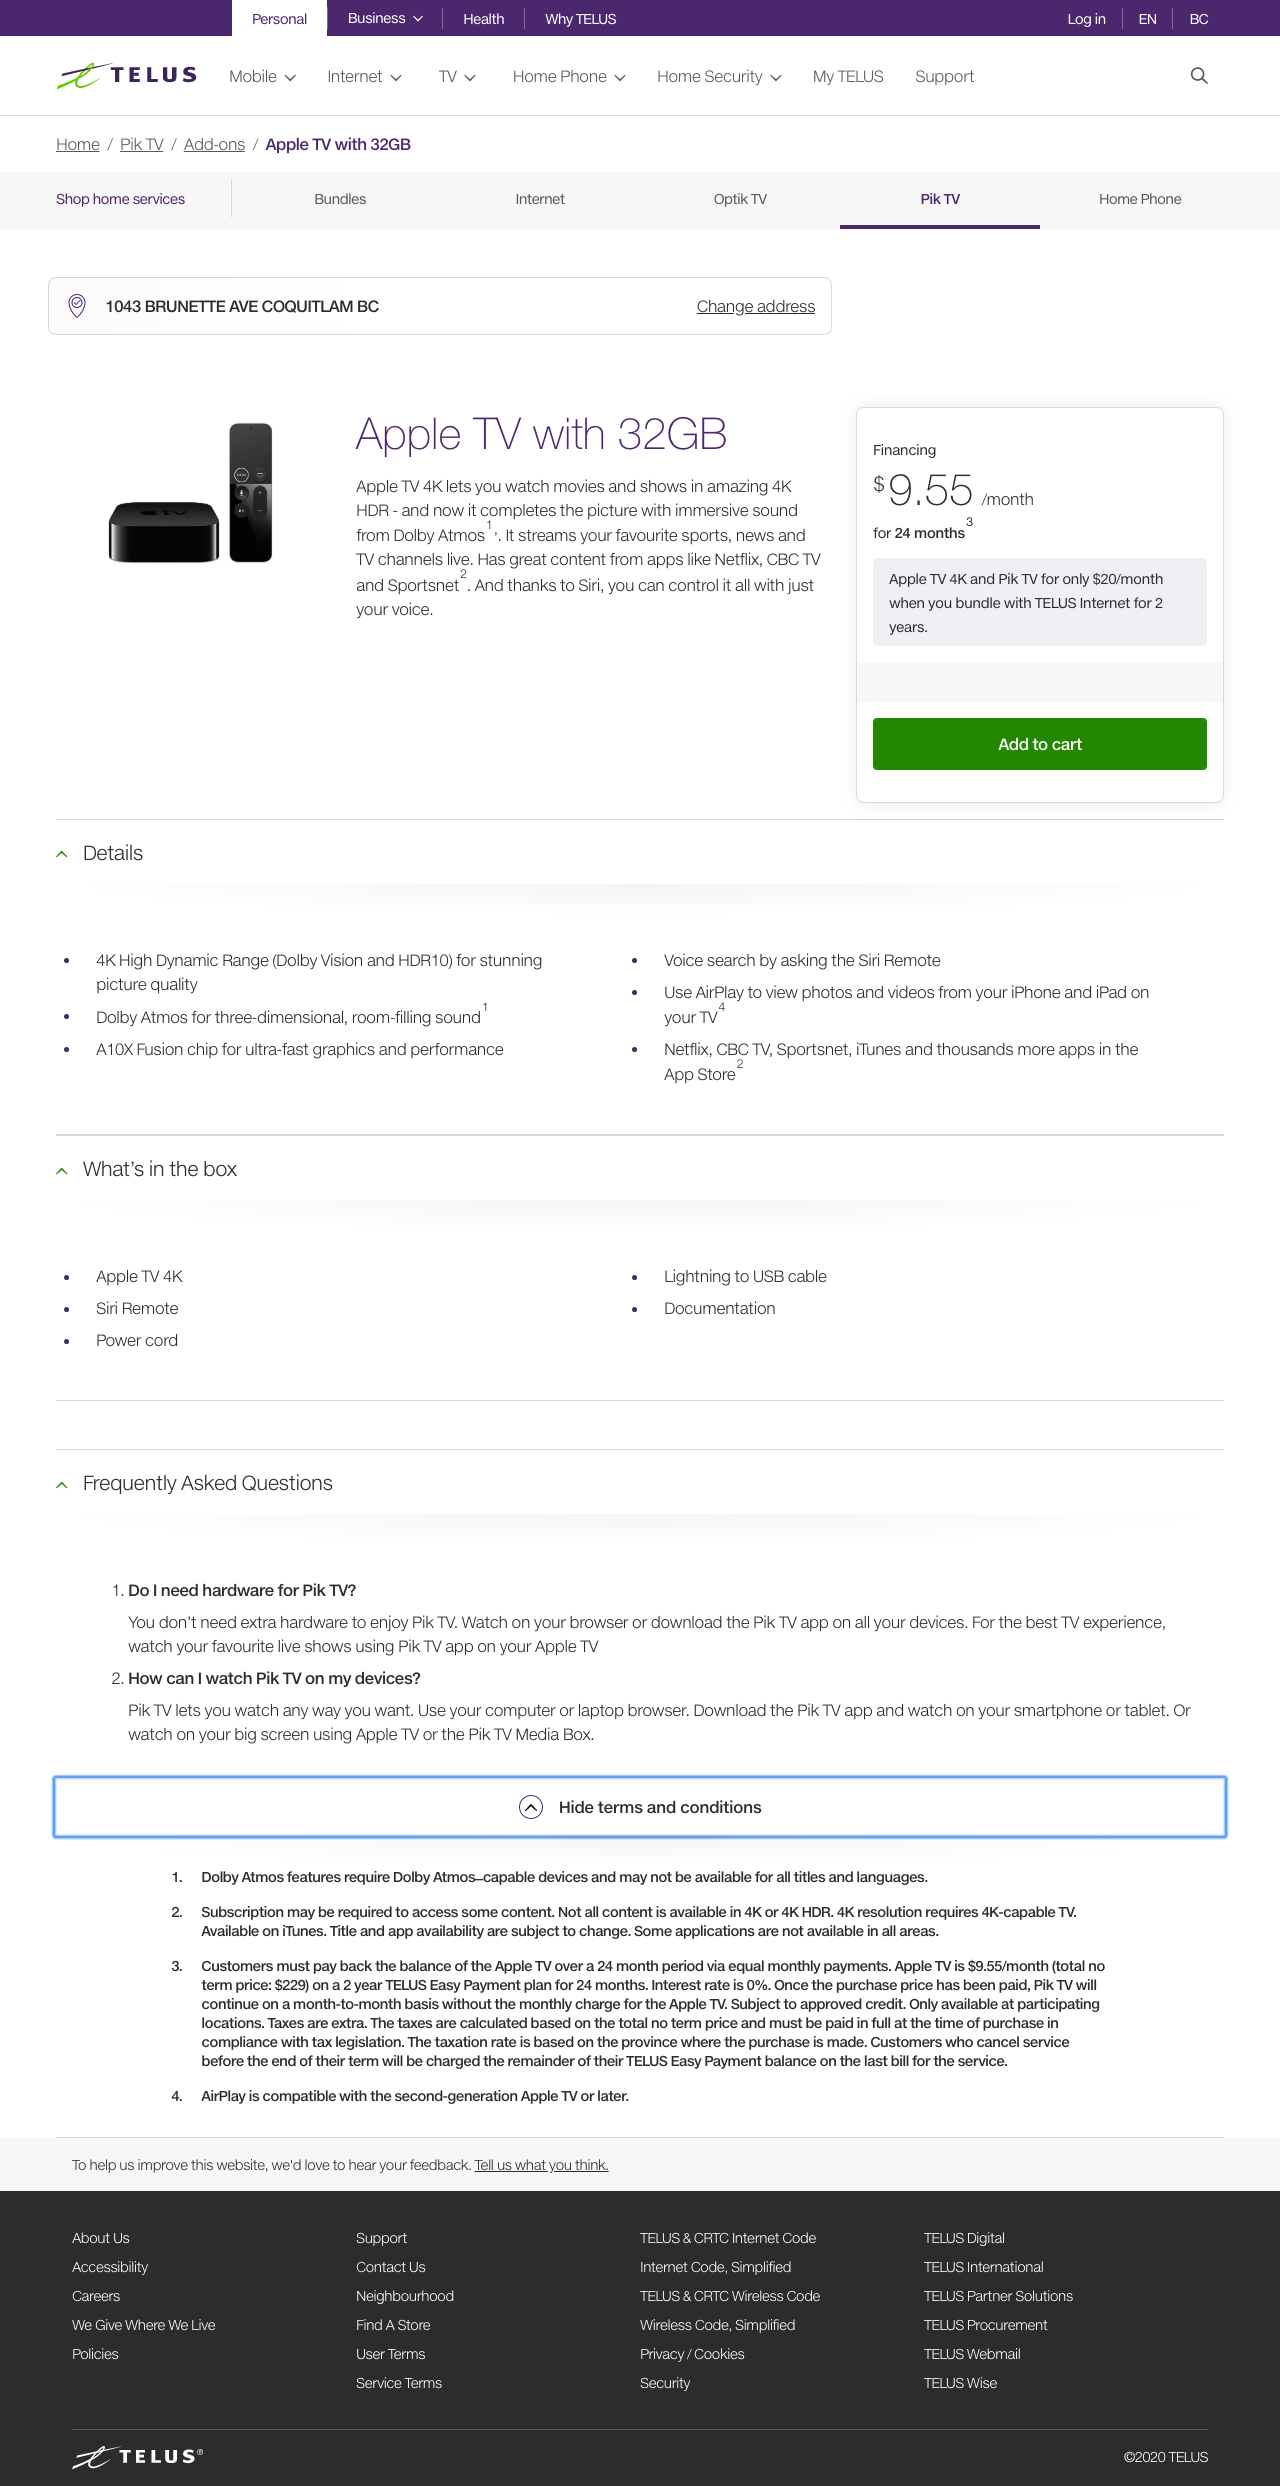 Personal
Business
Health
Why TELUS
Log in
EN
BC
TELUS
Mobile
Internet
TV
Home Phone
Home Security
My TELUS
Support
Home / Pik TV / Add-ons / Apple TV with 32GB
Shop home services
Bundles
Internet
Optik TV
Pik TV
Home Phone
1043 BRUNETTE AVE COQUITLAM BC
Change address
Apple TV with 32GB
Apple TV 4K lets you watch movies and shows in amazing 4K
HDR - and now it completes the picture with immersive sound
from Dolby Atmos1,. It streams your favourite sports, news and
TV channels live. Has great content from apps like Netflix, CBC TV
and Sportsnet2. And thanks to Siri, you can control it all with just
your voice.
Financing
$9.55 /month
for 24 months3
Apple TV 4K and Pik TV for only $20/month
when you bundle with TELUS Internet for 2
years.
Add to cart
Details
4K High Dynamic Range (Dolby Vision and HDR10) for stunning
picture quality
Dolby Atmos for three-dimensional, room-filling sound1
A10X Fusion chip for ultra-fast graphics and performance
Voice search by asking the Siri Remote
Use AirPlay to view photos and videos from your iPhone and iPad on
your TV4
Netflix, CBC TV, Sportsnet, iTunes and thousands more apps in the
App Store2
What's in the box
Apple TV 4K
Siri Remote
Power cord
Lightning to USB cable
Documentation
Frequently Asked Questions
1. Do I need hardware for Pik TV?
You don't need extra hardware to enjoy Pik TV. Watch on your browser or download the Pik TV app on all your devices. For the best TV experience,
watch your favourite live shows using Pik TV app on your Apple TV
2. How can I watch Pik TV on my devices?
Pik TV lets you watch any way you want. Use your computer or laptop browser. Download the Pik TV app and watch on your smartphone or tablet. Or
watch on your big screen using Apple TV or the Pik TV Media Box.
Hide terms and conditions
1. Dolby Atmos features require Dolby Atmos–capable devices and may not be available for all titles and languages.
2. Subscription may be required to access some content. Not all content is available in 4K or 4K HDR. 4K resolution requires 4K-capable TV.
Available on iTunes. Title and app availability are subject to change. Some applications are not available in all areas.
3. Customers must pay back the balance of the Apple TV over a 24 month period via equal monthly payments. Apple TV is $9.55/month (total no
term price: $229) on a 2 year TELUS Easy Payment plan for 24 months. Interest rate is 0%. Once the purchase price has been paid, Pik TV will
continue on a month-to-month basis without the monthly charge for the Apple TV. Subject to approved credit. Only available at participating
locations. Taxes are extra. The taxes are calculated based on the total no term price and must be paid in full at the time of purchase in
compliance with tax legislation. The taxation rate is based on the province where the purchase is made. Customers who cancel service
before the end of their term will be charged the remainder of their TELUS Easy Payment balance on the last bill for the service.
4. AirPlay is compatible with the second-generation Apple TV or later.
To help us improve this website, we'd love to hear your feedback. Tell us what you think.
About Us
Accessibility
Careers
We Give Where We Live
Policies
Support
Contact Us
Neighbourhood
Find A Store
User Terms
Service Terms
TELUS & CRTC Internet Code
Internet Code, Simplified
TELUS & CRTC Wireless Code
Wireless Code, Simplified
Privacy / Cookies
Security
TELUS Digital
TELUS International
TELUS Partner Solutions
TELUS Procurement
TELUS Webmail
TELUS Wise
TELUS®
©2020 TELUS